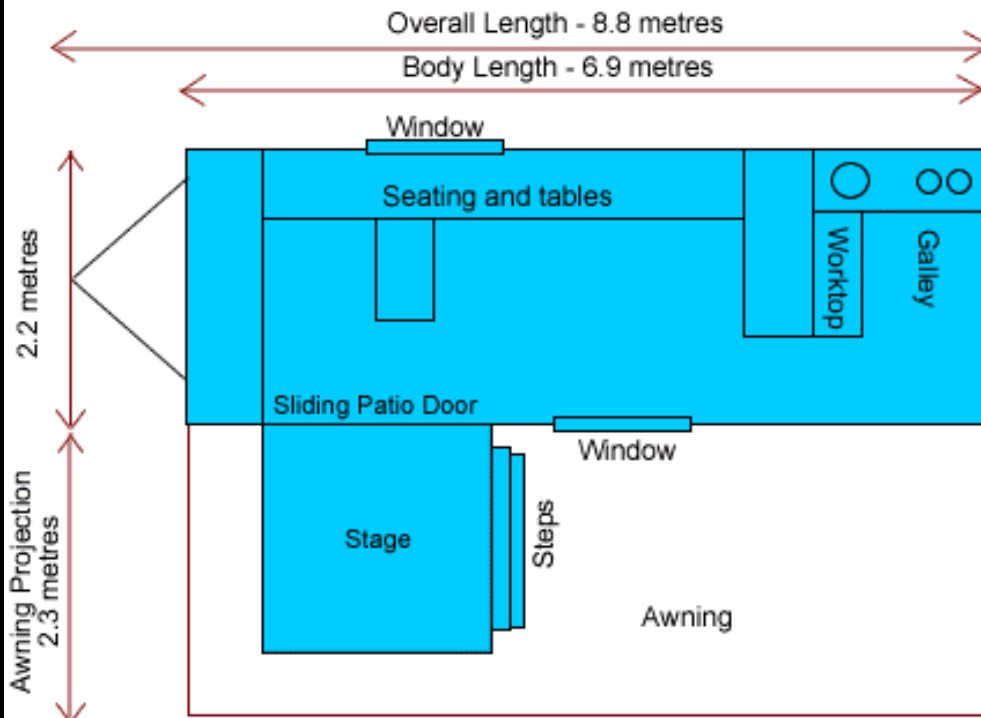 Overall Length - 8.8 metres
Body Length - 6.9 metres
Window
Seating and tables
2.2 metres
Worktop
Galley
Sliding Patio Door
Window
Awning Projection
2.3 metres
Stage
Steps
Awning